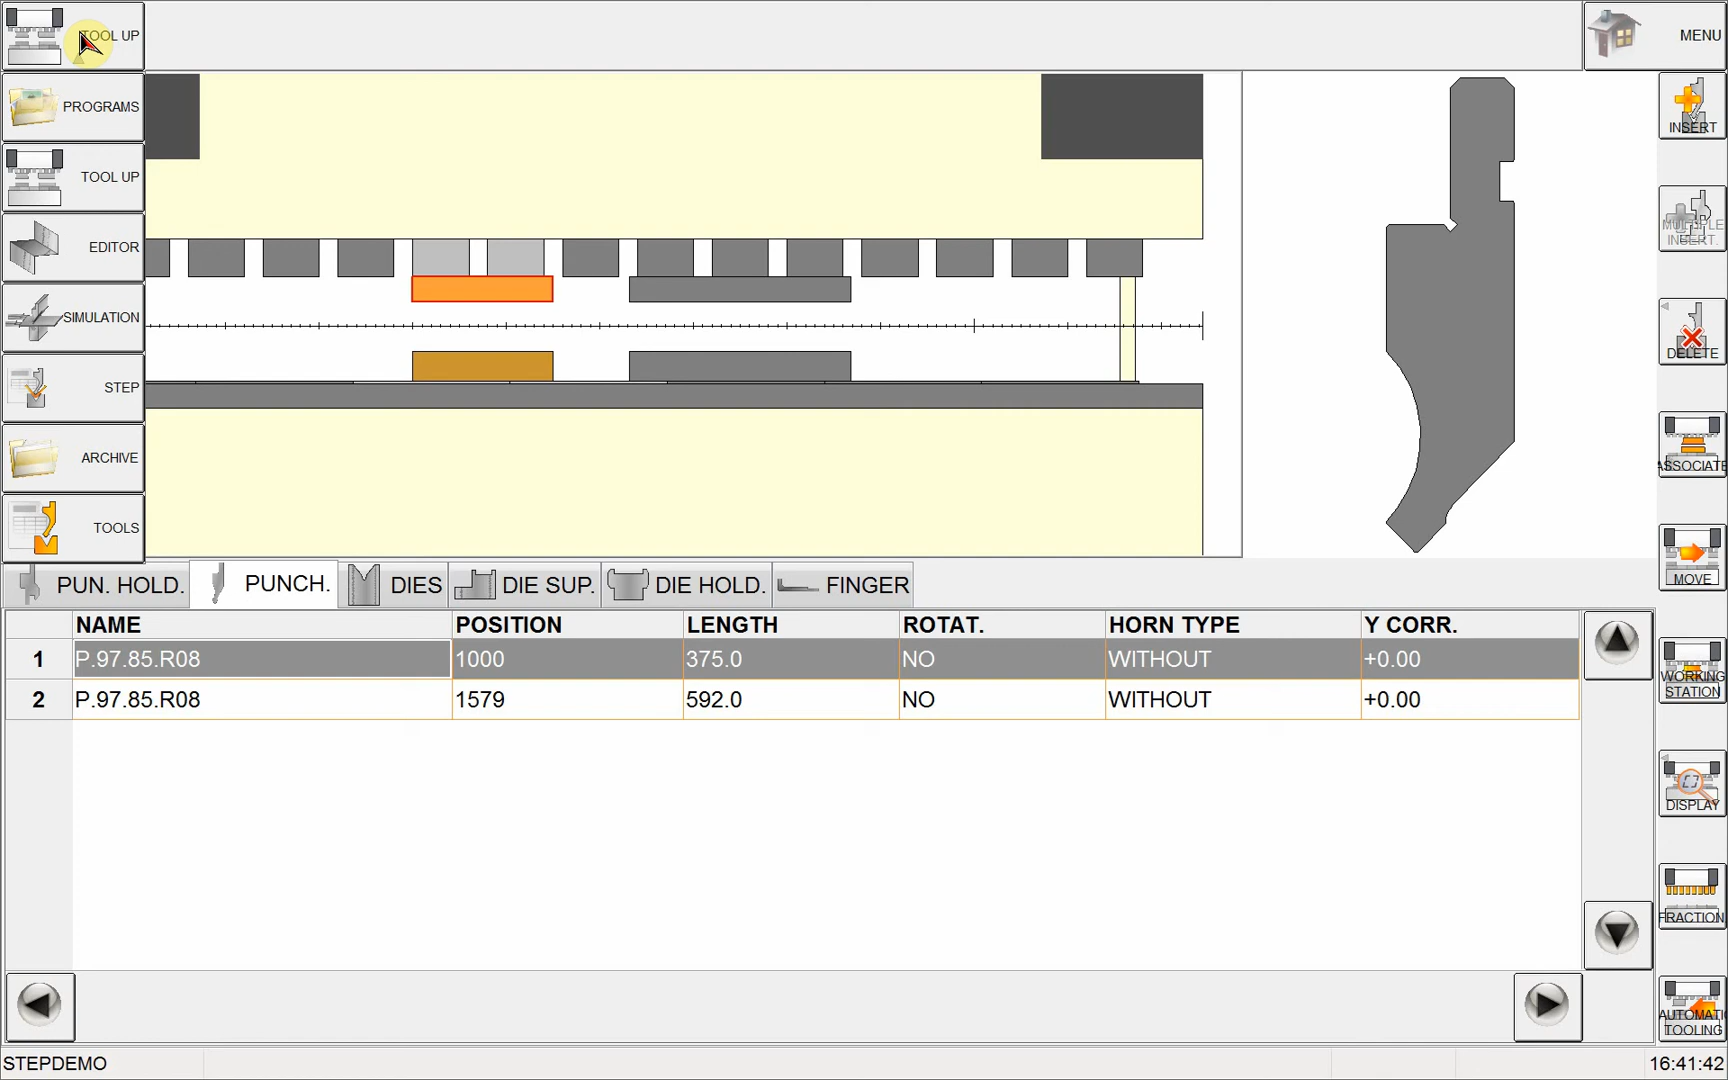 TOOL UP
MENU
PROGRAMS
TOOL UP
EDITOR
SIMULATION
STEP
ARCHIVE
TOOLS
INSERT
MULTIPLE
INSERT.
DELETE
ASSOCIATE
MOVE
WORKING
STATION
DISPLAY
FRACTION
AUTOMATI
TOOLING
PUN. HOLD. PUNCH. DIES DIE SUP. DIE HOLD. FINGER
NAME POSITION LENGTH ROTAT. HORN TYPE Y CORR.
1 P.97.85.R08 1000 375.0 NO WITHOUT +0.00
2 P.97.85.R08 1579 592.0 NO WITHOUT +0.00
STEPDEMO 16:41:42